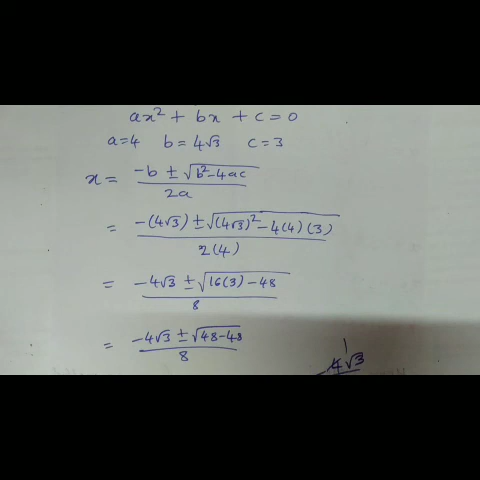 ax² + bx + c = 0
a=4 b = 4√3 c = 3
x = -b ± √b²-4ac / 2a
= -(4√3) ± √(4√3)² - 4(4)(3) / 2(4)
= -4√3 ± √16(3) - 48 / 8
= -4√3 ± √48-48 / 8
1
4√3